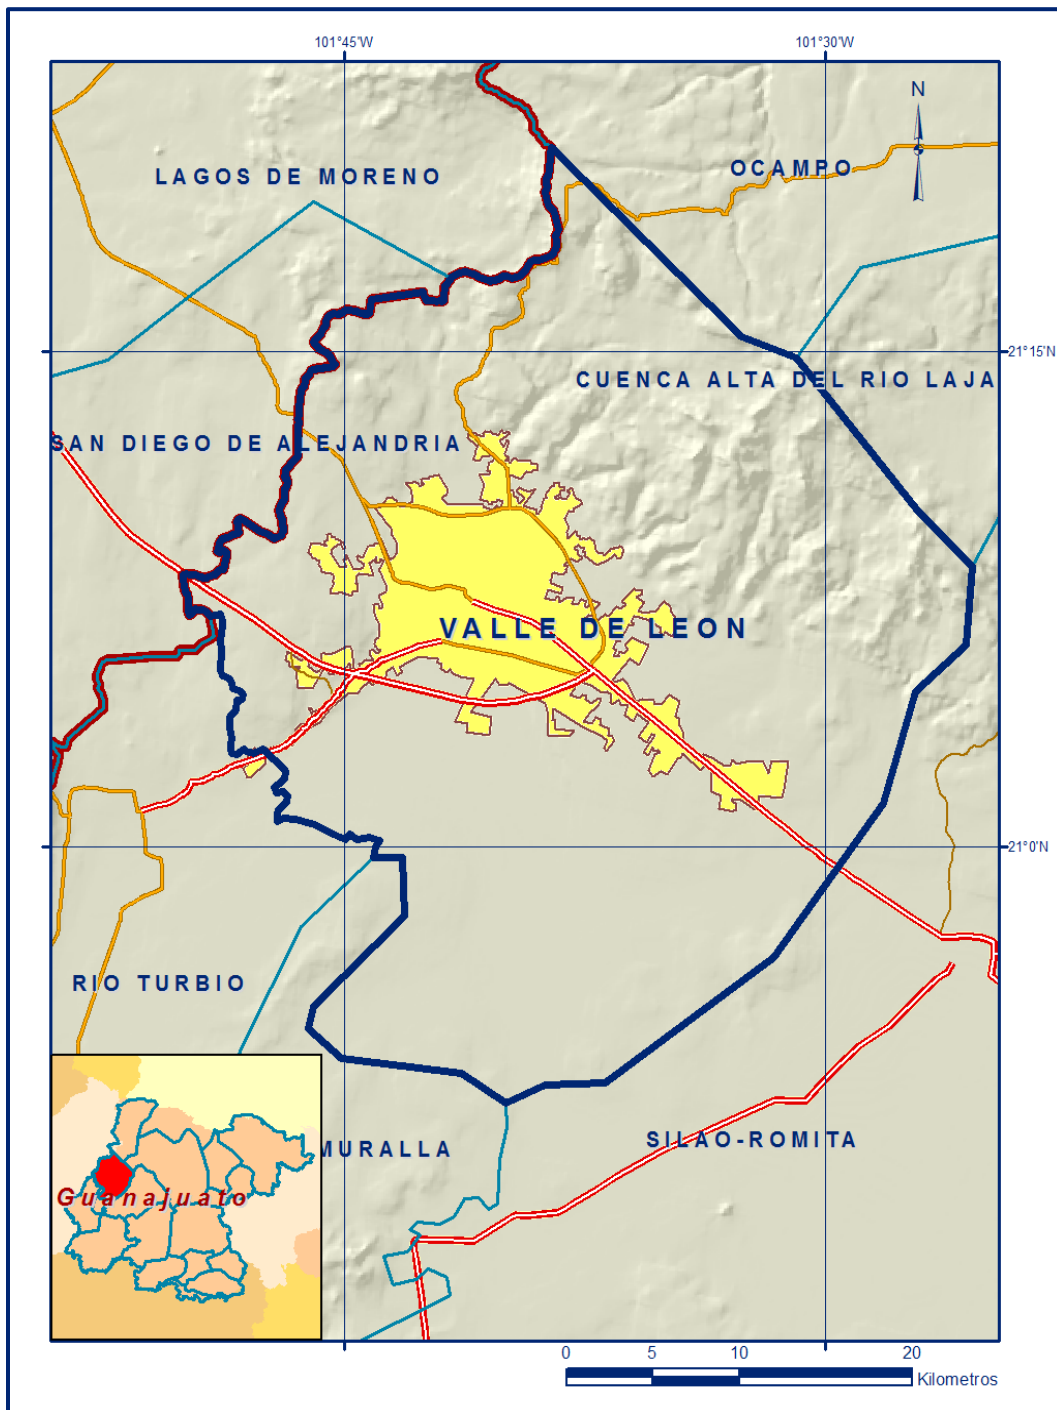 101°45'W
101°30'W
N
OCAMPO
LAGOS DE MORENO
21°15'N
CUENCA ALTA DEL RIO LAJA
SAN DIEGO DE ALEJANDRIA
VALLE DE LEON
21°0'N
RIO TURBIO
MURALLA
SILAO-ROMITA
Guanajuato
0 5 10 20
Kilometros